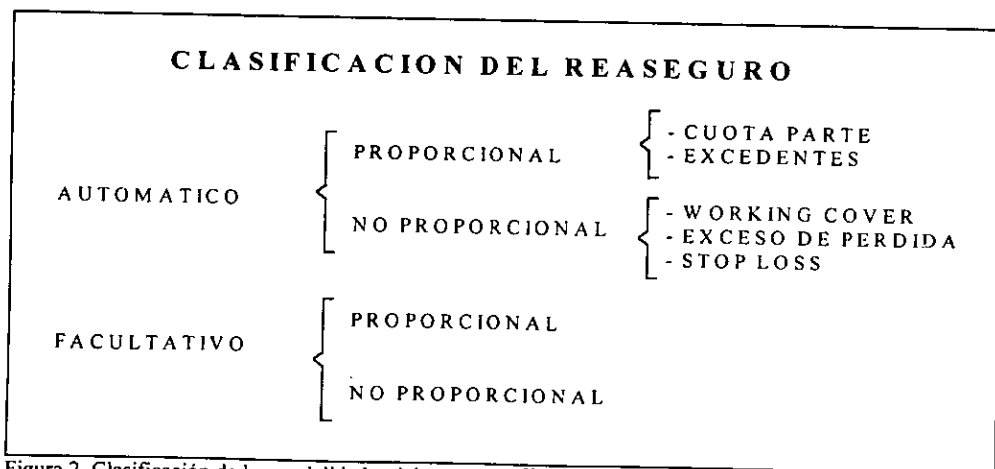 CLASIFICACION DEL REASEGURO
AUTOMATICO
PROPORCIONAL
- CUOTA PARTE
- EXCEDENTES
NO PROPORCIONAL
- WORKING COVER
- EXCESO DE PERDIDA
- STOP LOSS
FACULTATIVO
PROPORCIONAL
NO PROPORCIONAL
Figura 2. Clasificación de